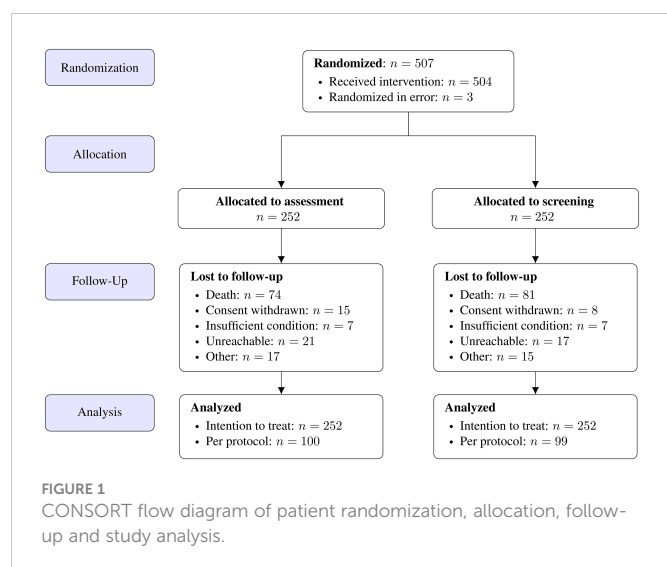 Randomization
Randomized: n = 507
• Received intervention: n = 504
• Randomized in error: n = 3
Allocation
Allocated to assessment
n = 252
Allocated to screening
n = 252
Follow-Up
Lost to follow-up
• Death: n = 74
• Consent withdrawn: n = 15
• Insufficient condition: n = 7
• Unreachable: n = 21
• Other: n = 17
Lost to follow-up
• Death: n = 81
• Consent withdrawn: n = 8
• Insufficient condition: n = 7
• Unreachable: n = 17
• Other: n = 15
Analysis
Analyzed
• Intention to treat: n = 252
• Per protocol: n = 100
Analyzed
• Intention to treat: n = 252
• Per protocol: n = 99
FIGURE 1
CONSORT flow diagram of patient randomization, allocation, follow-
up and study analysis.